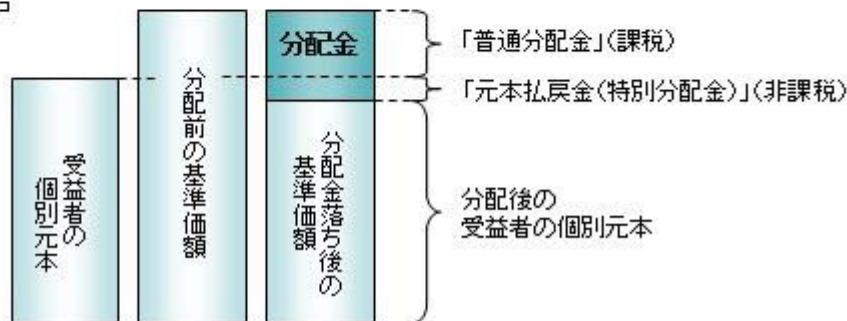 分配金
「普通分配金」(課税)
「元本払戻金(特別分配金)」(非課税)
受益者の
個別元本
分配前の基準価額
分配金落ち後の
基準価額
分配後の
受益者の個別元本